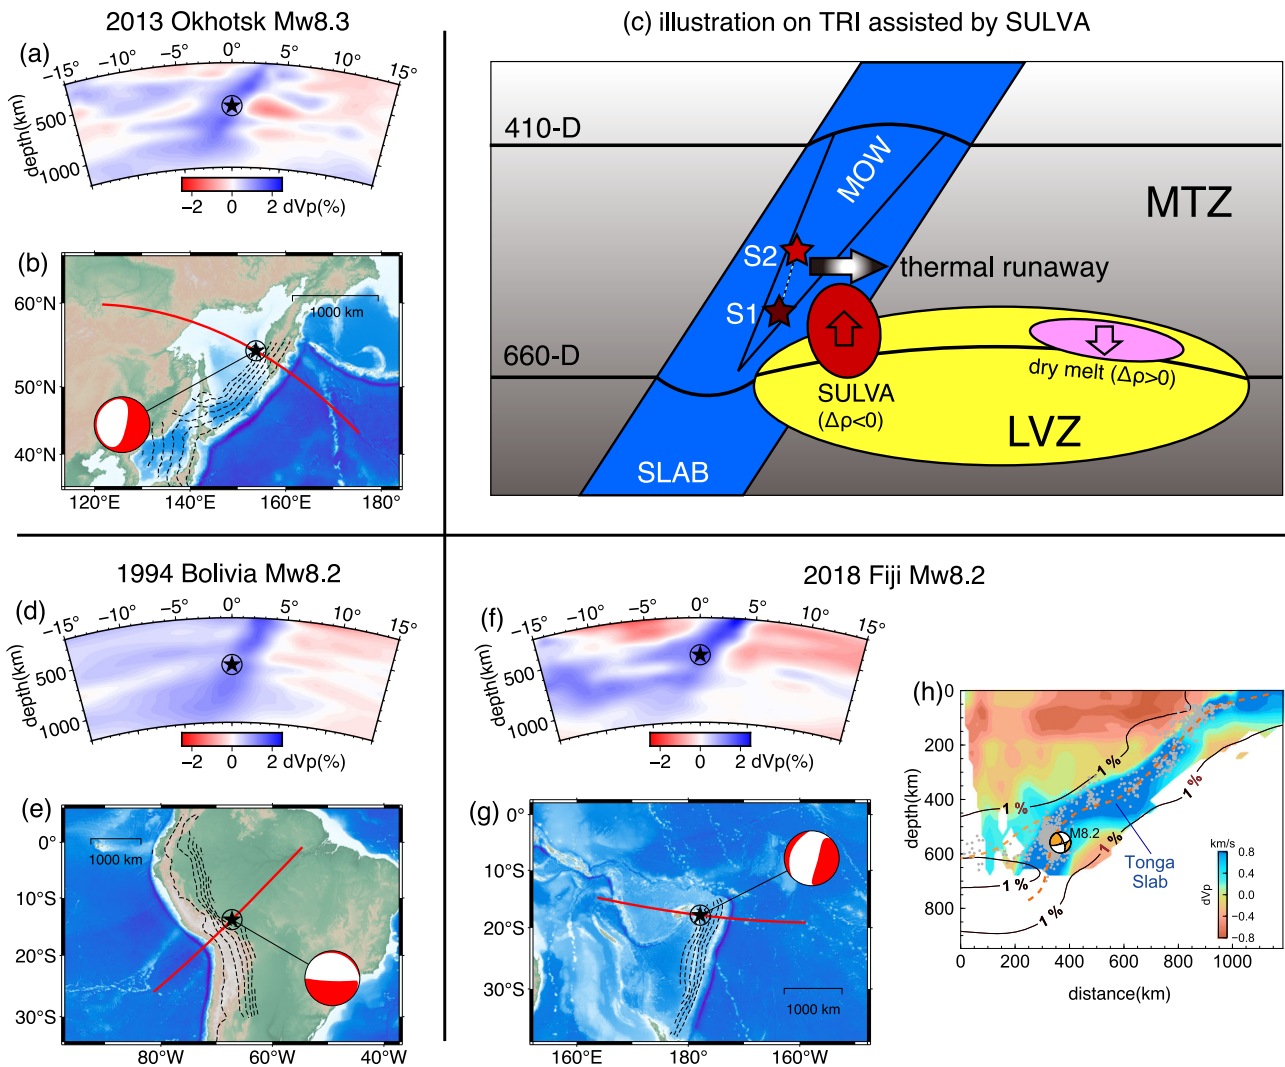 2013 Okhotsk Mw8.3
(a)
−15° −10° −5° 0° 5° 10° 15°
500
1000
depth(km)
−2 0 2 dVp(%)
(b)
1000 km
60°N
50°N
40°N
120°E 140°E 160°E 180°
(c) illustration on TRI assisted by SULVA
410-D
MOW
MTZ
S2
thermal runaway
S1
660-D
dry melt (Δρ>0)
SULVA
(Δρ<0)
LVZ
SLAB
1994 Bolivia Mw8.2
(d)
−15° −10° −5° 0° 5° 10° 15°
500
1000
depth(km)
−2 0 2 dVp(%)
(e)
1000 km
0°
10°S
20°S
30°S
80°W 60°W 40°W
2018 Fiji Mw8.2
(f)
−15° −10° −5° 0° 5° 10° 15°
500
1000
depth(km)
−2 0 2 dVp(%)
(g)
0°
10°S
20°S
30°S
1000 km
160°E 180° 160°W
(h)
0
200
400
600
800
depth(km)
1 %
1 %
1 %
1 %
1 %
1 %
M8.2
Tonga
Slab
km/s
0.8
0.4
0.0
−0.4
−0.8
dVp
0 200 400 600 800 1000
distance(km)